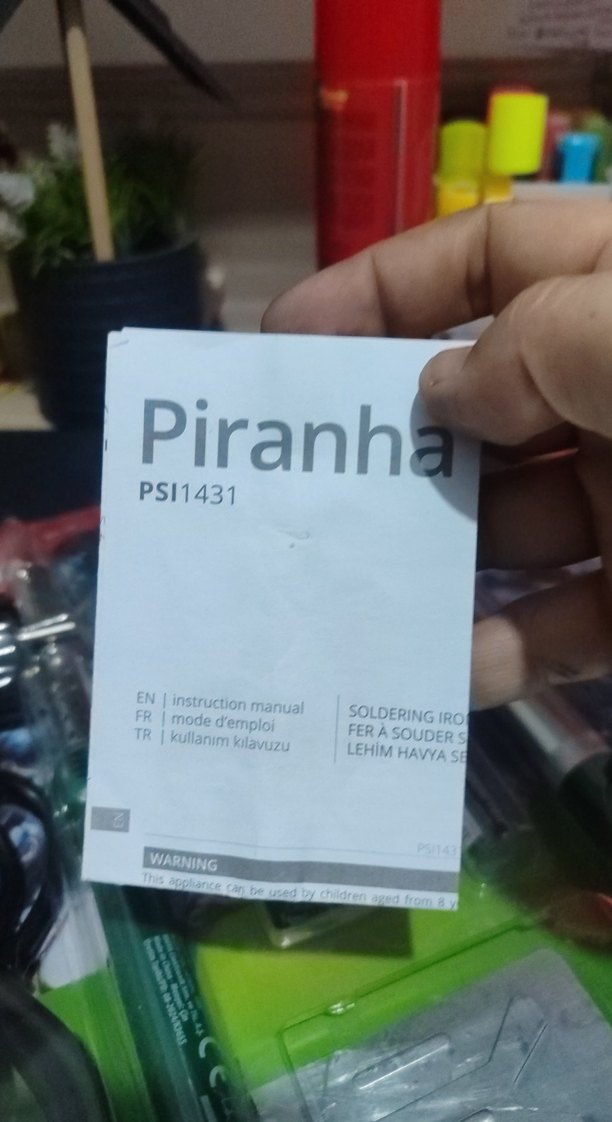 Piranha
PSI1431
EN | instruction manual
FR | mode d'emploi
TR | kullanım kılavuzu
SOLDERING IRO
FER À SOUDER S
LEHİM HAVYA SE
EN
PSI143
WARNING
This appliance can be used by children aged from 8 y